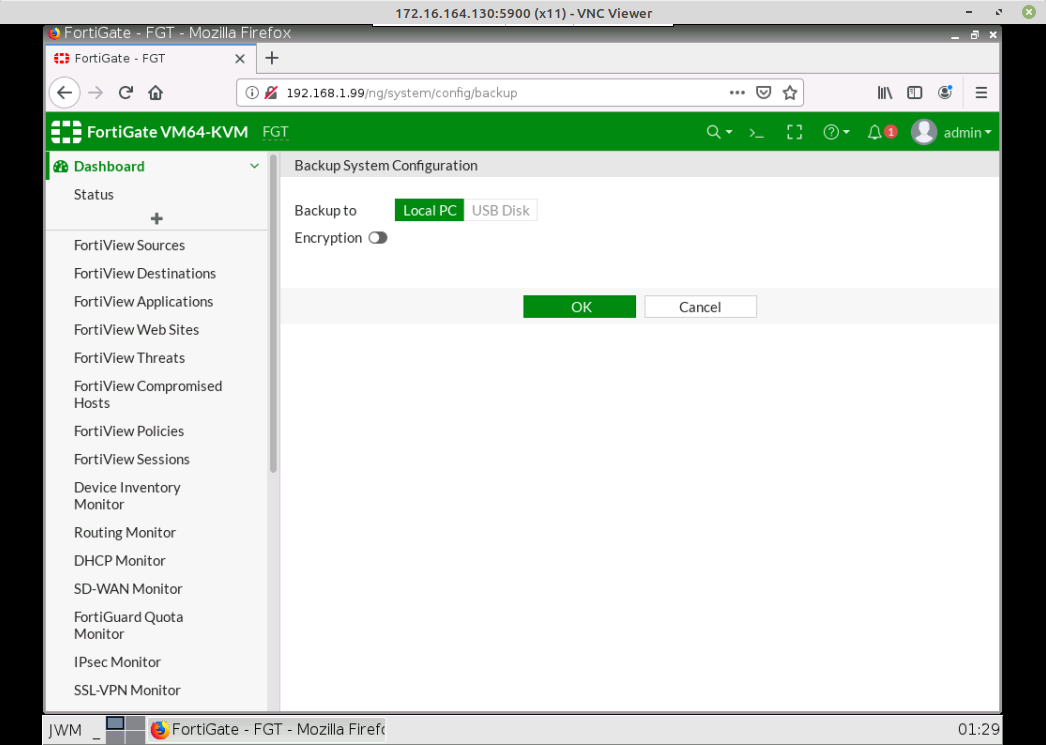 172.16.164.130:5900 (x11) - VNC Viewer
FortiGate - FGT - Mozilla Firefox
FortiGate - FGT
192.168.1.99/ng/system/config/backup
FortiGate VM64-KVM FGT
1 admin
Dashboard
Status
FortiView Sources
FortiView Destinations
FortiView Applications
FortiView Web Sites
FortiView Threats
FortiView Compromised
Hosts
FortiView Policies
FortiView Sessions
Device Inventory
Monitor
Routing Monitor
DHCP Monitor
SD-WAN Monitor
FortiGuard Quota
Monitor
IPsec Monitor
SSL-VPN Monitor
Backup System Configuration
Backup to Local PC USB Disk
Encryption
OK Cancel
JWM _ FortiGate - FGT - Mozilla Firefo 01:29